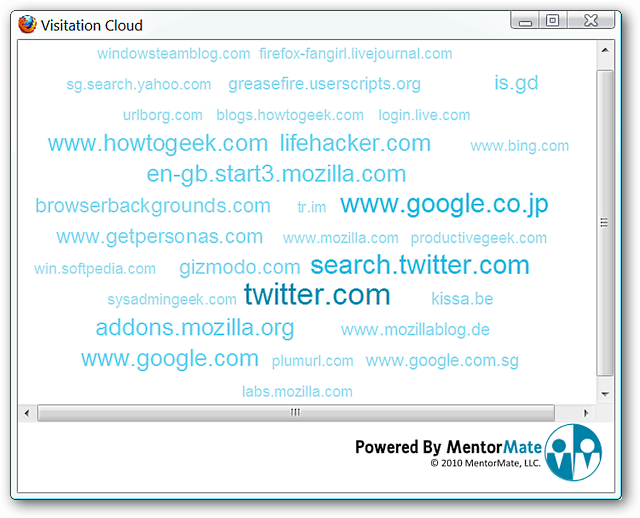 Visitation Cloud
windowsteamblog.com firefox-fangirl.livejournal.com
sg.search.yahoo.com greasefire.userscripts.org is.gd
urlborg.com blogs.howtogeek.com login.live.com
www.howtogeek.com lifehacker.com www.bing.com
en-gb.start3.mozilla.com
browserbackgrounds.com tr.im www.google.co.jp
www.getpersonas.com www.mozilla.com productivegeek.com
win.softpedia.com gizmodo.com search.twitter.com
sysadmingeek.com twitter.com kissa.be
addons.mozilla.org www.mozillablog.de
www.google.com plumurl.com www.google.com.sg
labs.mozilla.com
Powered By MentorMate
© 2010 MentorMate, LLC.